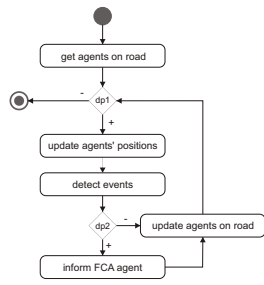 get agents on road
-
dp1
+
update agents' positions
detect events
dp2
-
update agents on road
+
inform FCA agent